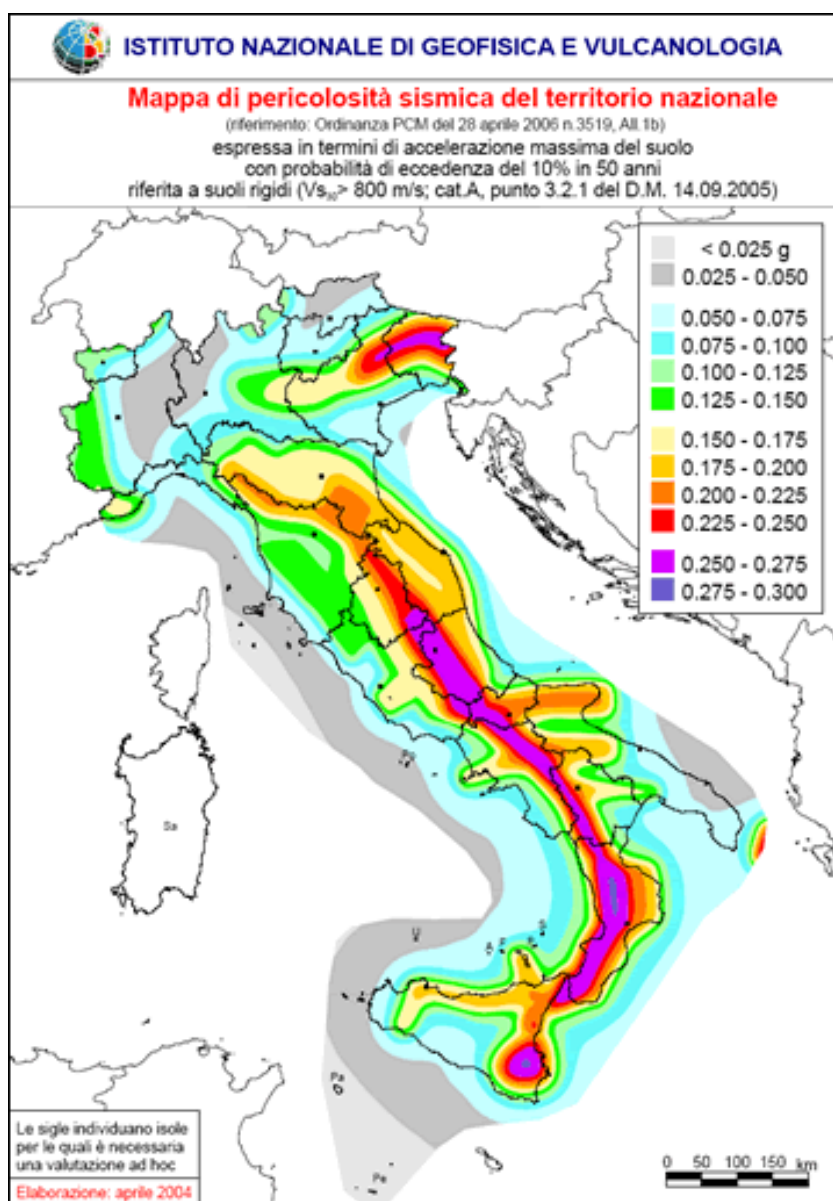 ISTITUTO NAZIONALE DI GEOFISICA E VULCANOLOGIA
Mappa di pericolosità sismica del territorio nazionale
(riferimento: Ordinanza PCM del 28 aprile 2006 n.3519, All.1b)
espressa in termini di accelerazione massima del suolo
con probabilità di eccedenza del 10% in 50 anni
riferita a suoli rigidi (Vs₃₀> 800 m/s; cat.A, punto 3.2.1 del D.M. 14.09.2005)
< 0.025 g
0.025 - 0.050
0.050 - 0.075
0.075 - 0.100
0.100 - 0.125
0.125 - 0.150
0.150 - 0.175
0.175 - 0.200
0.200 - 0.225
0.225 - 0.250
0.250 - 0.275
0.275 - 0.300
Po
Sa
U
A
F
P
S
Pa
Pe
Le sigle individuano isole
per le quali è necessaria
una valutazione ad hoc
Elaborazione: aprile 2004
0 50 100 150
km